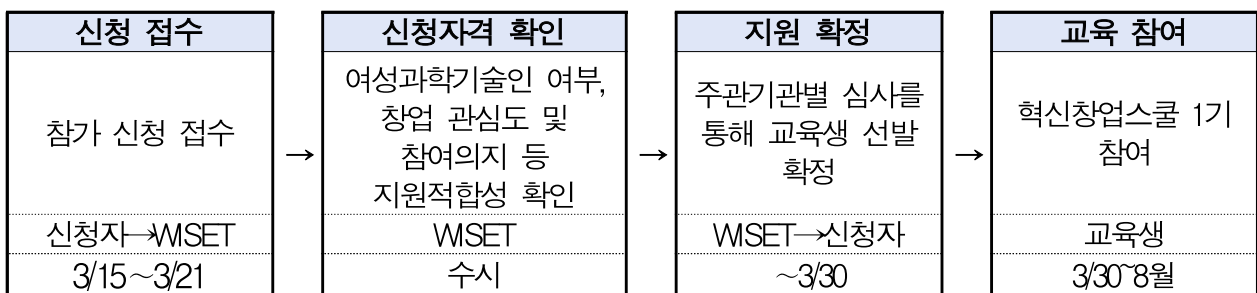 신청 접수
참가 신청 접수
신청자→WISET
3/15~3/21
→
신청자격 확인
여성과학기술인 여부,
창업 관심도 및
참여의지 등
지원적합성 확인
WISET
수시
→
지원 확정
주관기관별 심사를
통해 교육생 선발
확정
WISET→신청자
~3/30
→
교육 참여
혁신창업스쿨 1기
참여
교육생
3/30~8월